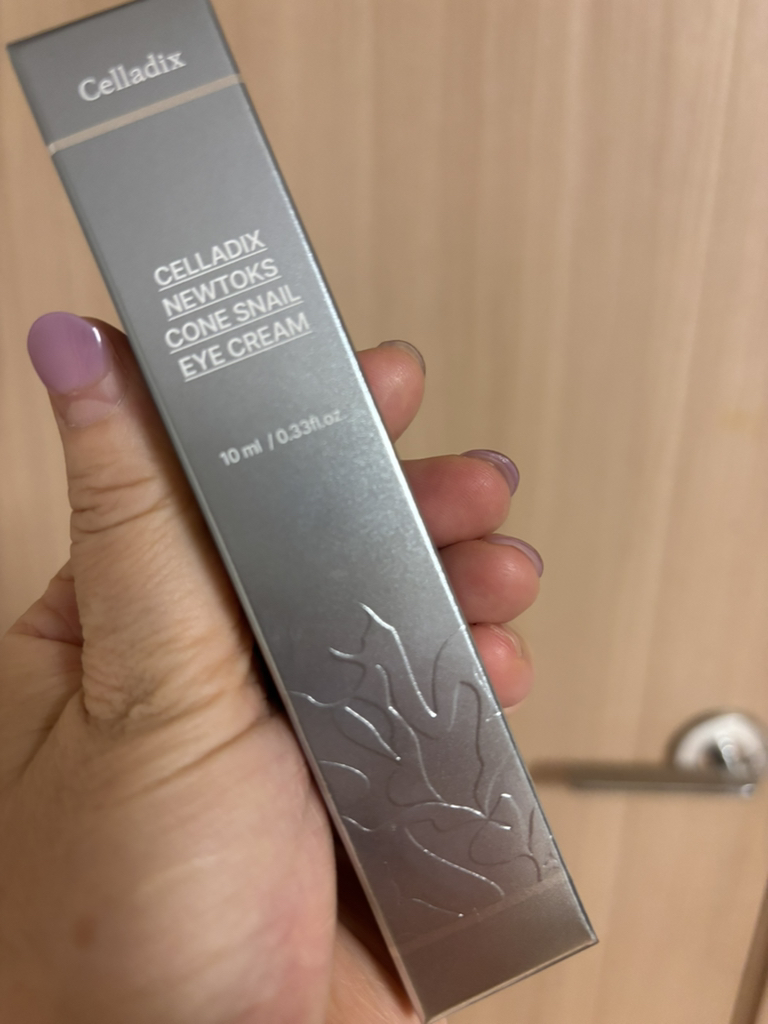 Celladix
CELLADIX
NEWTOKS
CONE SNAIL
EYE CREAM
10 ml / 0.33fl.oz.